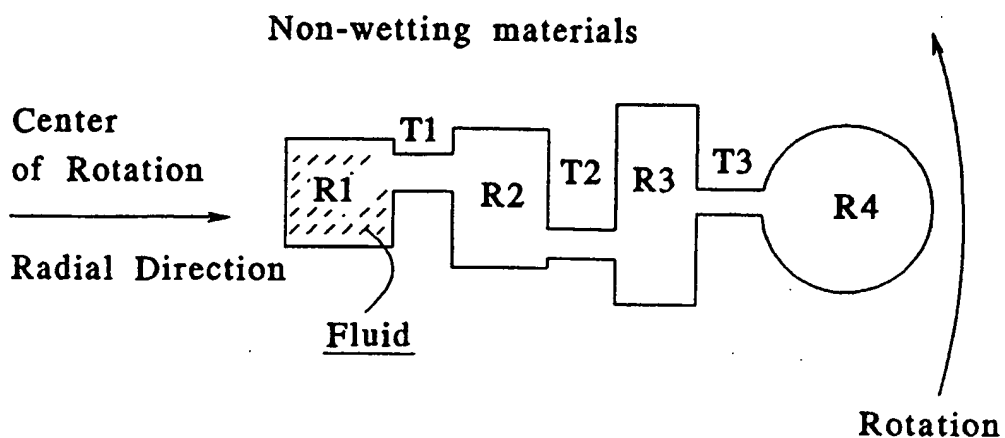 Non-wetting materials
Center
of Rotation
Radial Direction
T1
R1
R2
T2
R3
T3
R4
Fluid
Rotation